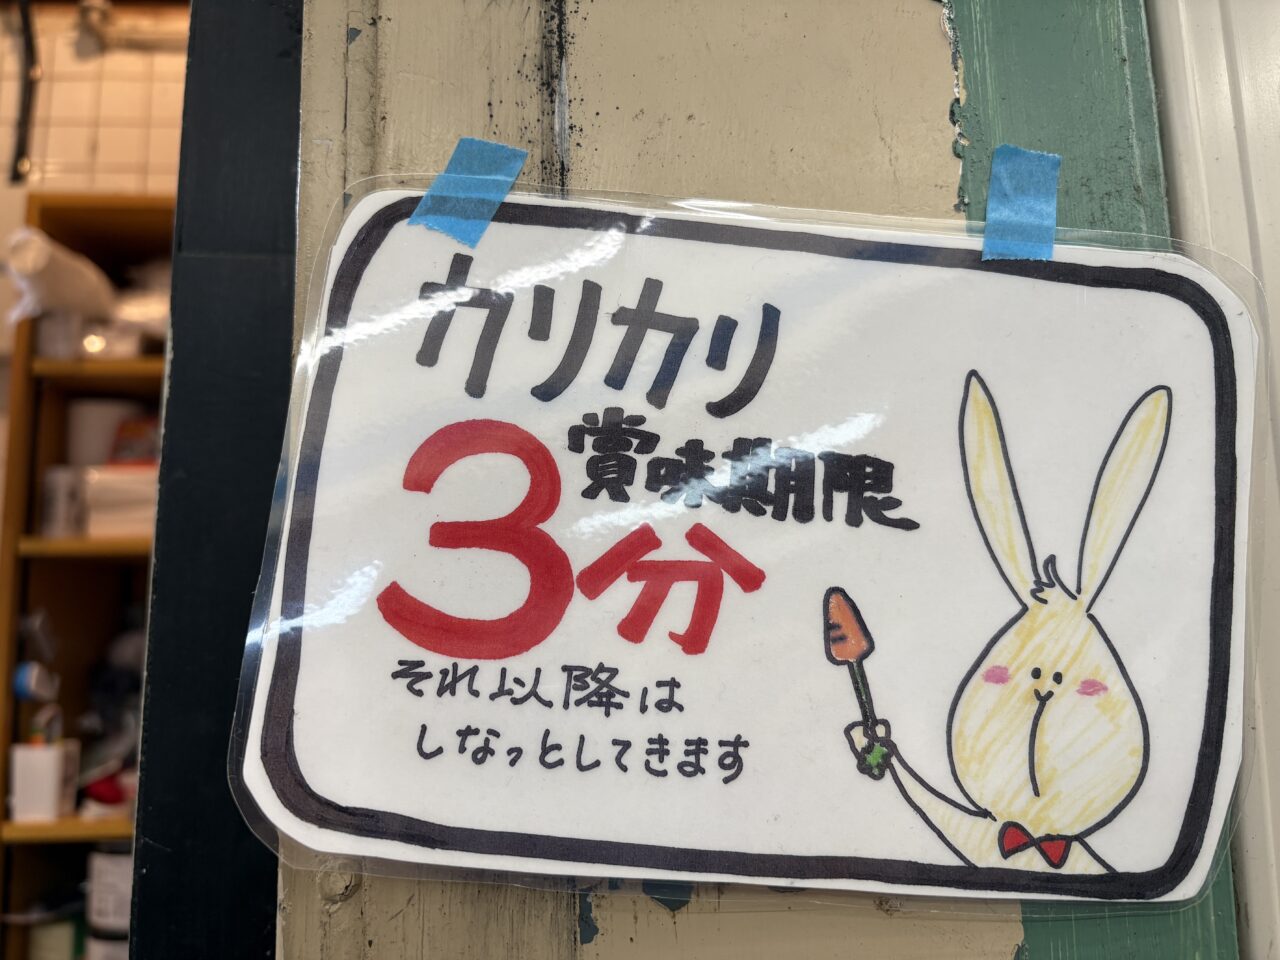 カリカリ
賞味期限
3分
それ以降は
しなっとしてきます